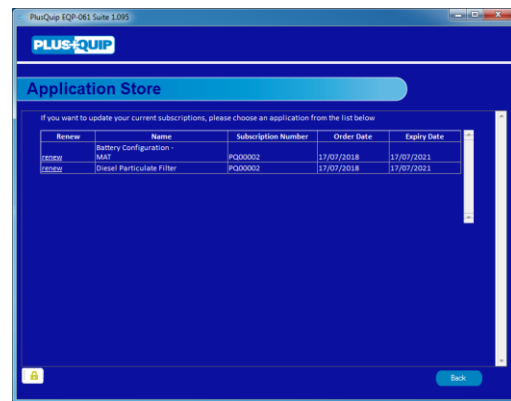 PlusQuip EQP-061 Suite 1.095
PLUS QUIP
Application Store
If you want to update your current subscriptions, please choose an application from the list below
Renew Name Subscription Number Order Date Expiry Date
Battery Configuration -
renew MAT PQ00002 17/07/2018 17/07/2021
renew Diesel Particulate Filter PQ00002 17/07/2018 17/07/2021
Back